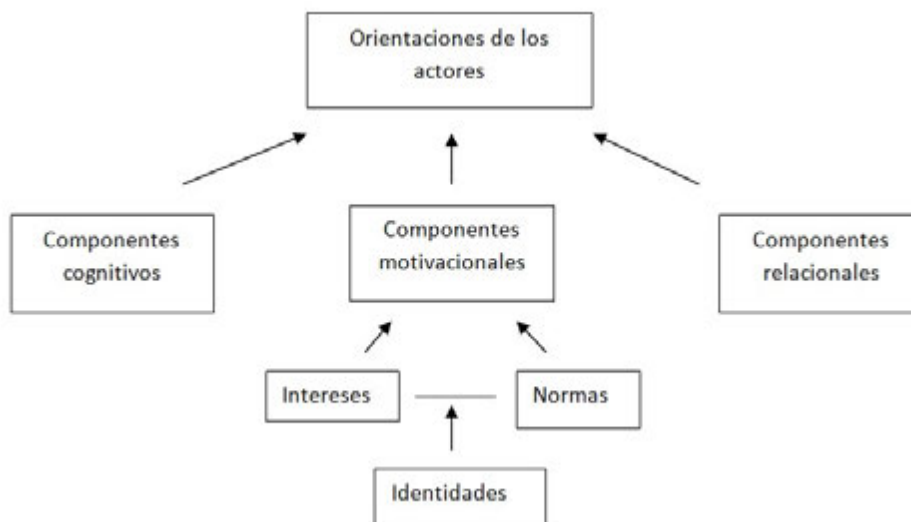 Orientaciones de los
actores
Componentes
cognitivos
Componentes
motivacionales
Componentes
relacionales
Intereses
Normas
Identidades